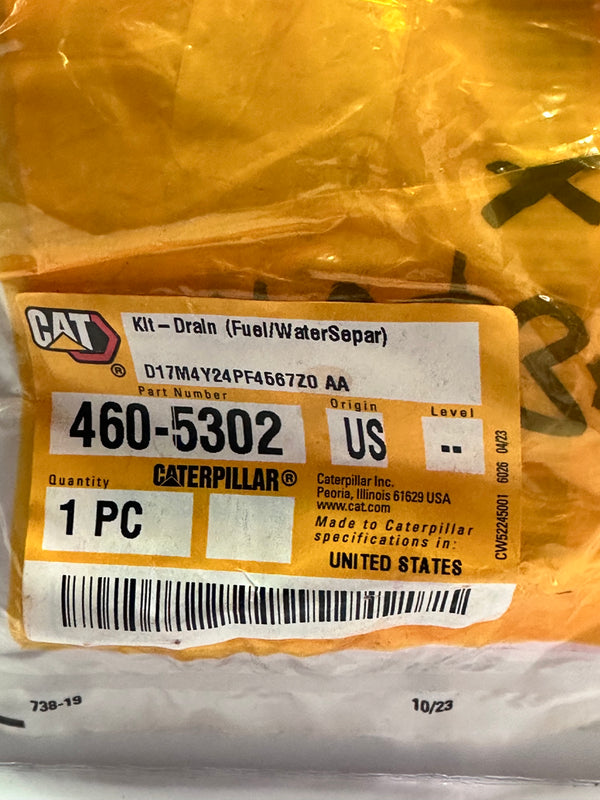 K
CAT
®
Kit - Drain (Fuel/WaterSepar)
D17M4Y24PF4567Z0 AA
Part Number
460-5302
Origin
US
Level
--
Quantity
1 PC
CATERPILLAR®
Caterpillar Inc.
Peoria, Illinois 61629 USA
www.cat.com
Made to Caterpillar
specifications in:
UNITED STATES
CW52245001 6026 04/23
738-19
10/23